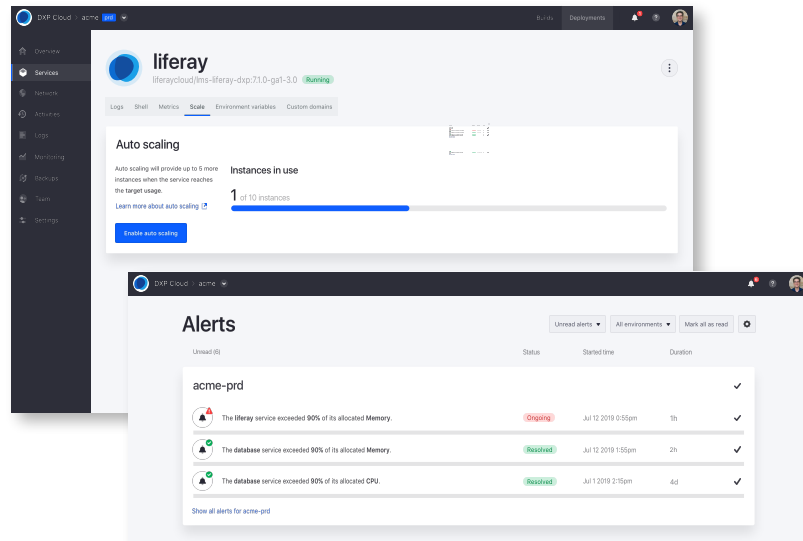 DXP Cloud > acme prd
Builds
Deployments
Overview
Services
Network
Activities
Logs
Monitoring
Backups
Team
Settings
liferay
liferaycloud/lms-liferay-dxp:7.1.0-ga1-3.0 Running
Logs Shell Metrics Scale Environment variables Custom domains
Auto scaling
Auto scaling will provide up to 5 more
instances when the service reaches
the target usage.
Learn more about auto scaling
Enable auto scaling
Instances in use
1 of 10 instances
DXP Cloud > acme
Alerts
Unread alerts All environments Mark all as read
Unread (6) Status Started time Duration
acme-prd
The liferay service exceeded 90% of its allocated Memory. Ongoing Jul 12 2019 0:55pm 1h
The database service exceeded 90% of its allocated Memory. Resolved Jul 12 2019 1:55pm 2h
The database service exceeded 90% of its allocated CPU. Resolved Jul 1 2019 2:15pm 4d
Show all alerts for acme-prd